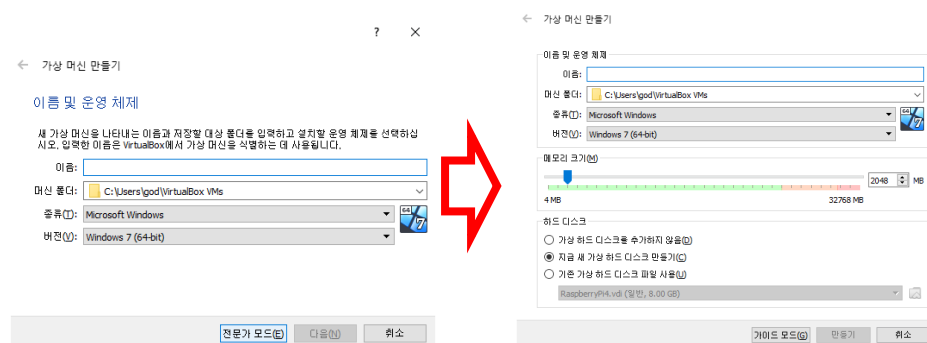 ? ×
← 가상 머신 만들기
이름 및 운영 체제
새 가상 머신을 나타내는 이름과 저장할 대상 폴더를 입력하고 설치할 운영 체제를 선택하십
시오. 입력한 이름은 VirtualBox에서 가상 머신을 식별하는 데 사용됩니다.
이름:
머신 폴더: C:\Users\god\VirtualBox VMs
종류(T): Microsoft Windows
64
7
버전(V): Windows 7 (64-bit)
전문가 모드(E) 다음(N) 취소
← 가상 머신 만들기
이름 및 운영 체제
이름:
머신 폴더: C:\Users\god\VirtualBox VMs
종류(T): Microsoft Windows
64
7
버전(V): Windows 7 (64-bit)
메모리 크기(M)
2048 MB
4 MB 32768 MB
하드 디스크
가상 하드 디스크를 추가하지 않음(D)
지금 새 가상 하드 디스크 만들기(C)
기존 가상 하드 디스크 파일 사용(U)
RaspberryPi4.vdi (일반, 8.00 GB)
가이드 모드(G) 만들기 취소